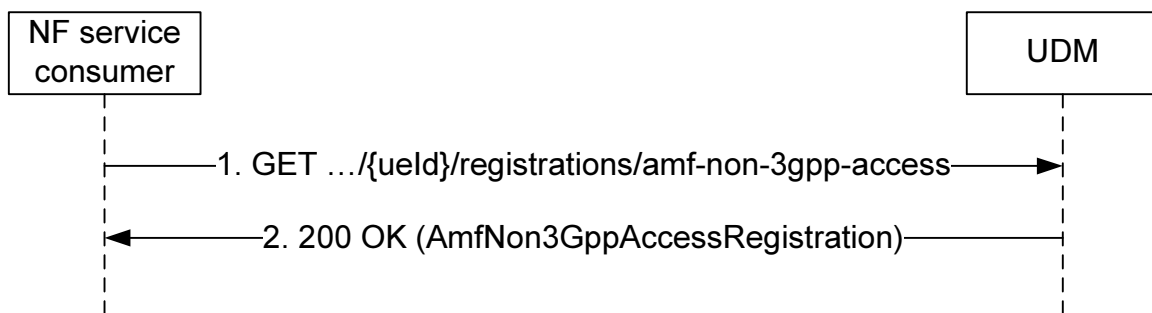 NF service
consumer
UDM
1. GET …/{ueId}/registrations/amf-non-3gpp-access
2. 200 OK (AmfNon3GppAccessRegistration)